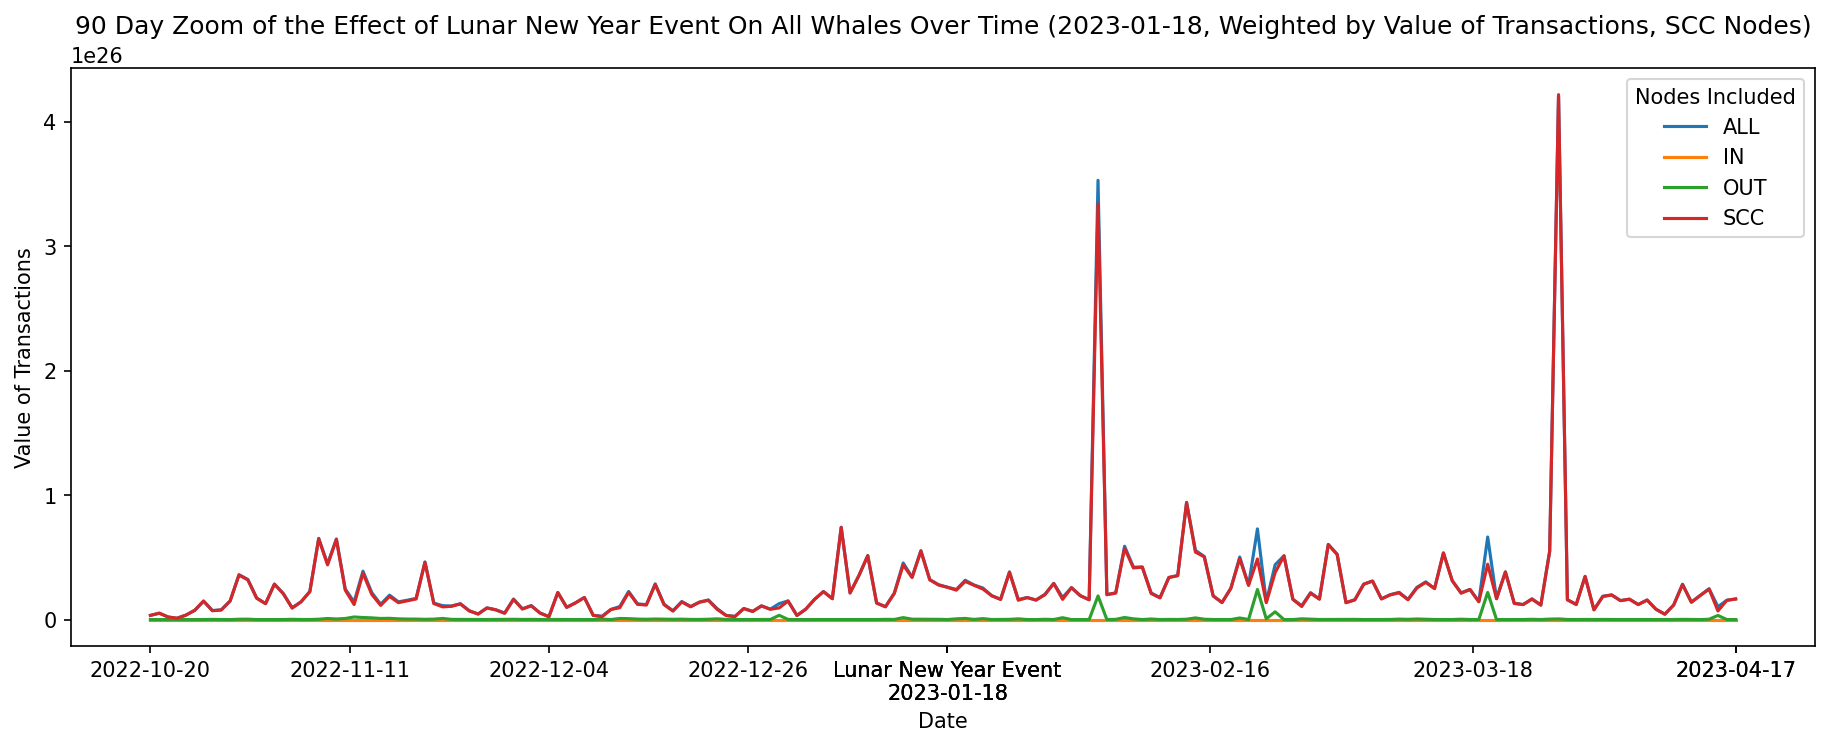 90 Day Zoom of the Effect of Lunar New Year Event On All Whales Over Time (2023-01-18, Weighted by Value of Transactions, SCC Nodes)
1e26
Nodes Included
ALL
IN
OUT
SCC
4
3
2
1
0
Value of Transactions
2022-10-20
2022-11-11
2022-12-04
2022-12-26
Lunar New Year Event
2023-01-18
2023-02-16
2023-03-18
2023-04-17
Date